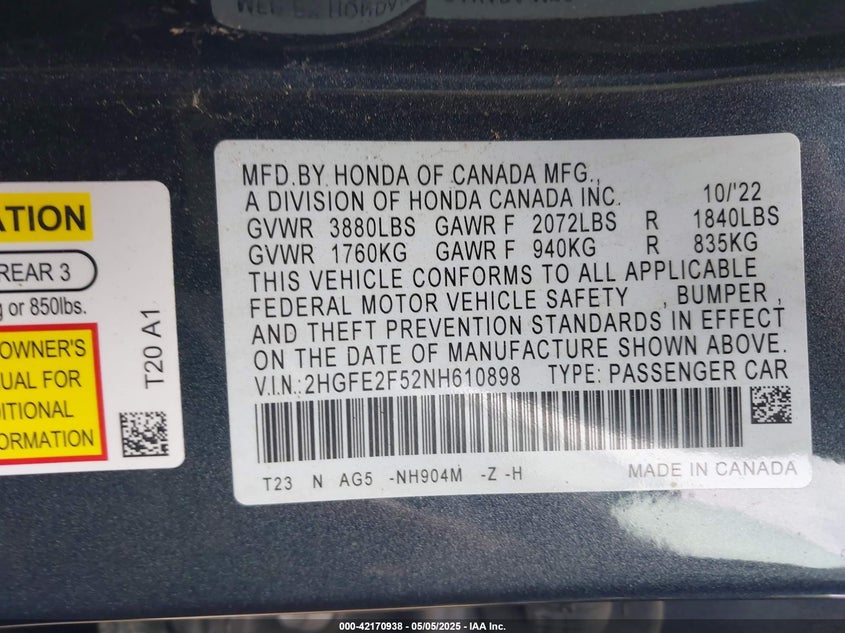 MFD.BY HONDA OF CANADA MFG.,
A DIVISION OF HONDA CANADA INC. 10/'22
GVWR 3880LBS GAWR F 2072LBS R 1840LBS
GVWR 1760KG GAWR F 940KG R 835KG
THIS VEHICLE CONFORMS TO ALL APPLICABLE
FEDERAL MOTOR VEHICLE SAFETY , BUMPER ,
AND THEFT PREVENTION STANDARDS IN EFFECT
ON THE DATE OF MANUFACTURE SHOWN ABOVE.
V.I.N.:2HGFE2F52NH610898 TYPE: PASSENGER CAR
T23 N AG5 -NH904M -Z -H MADE IN CANADA
ATION
REAR 3
g or 850lbs.
OWNER'S
UAL FOR
DITIONAL
ORMATION
T20 A1
000-42170938 - 05/05/2025 - IAA Inc.